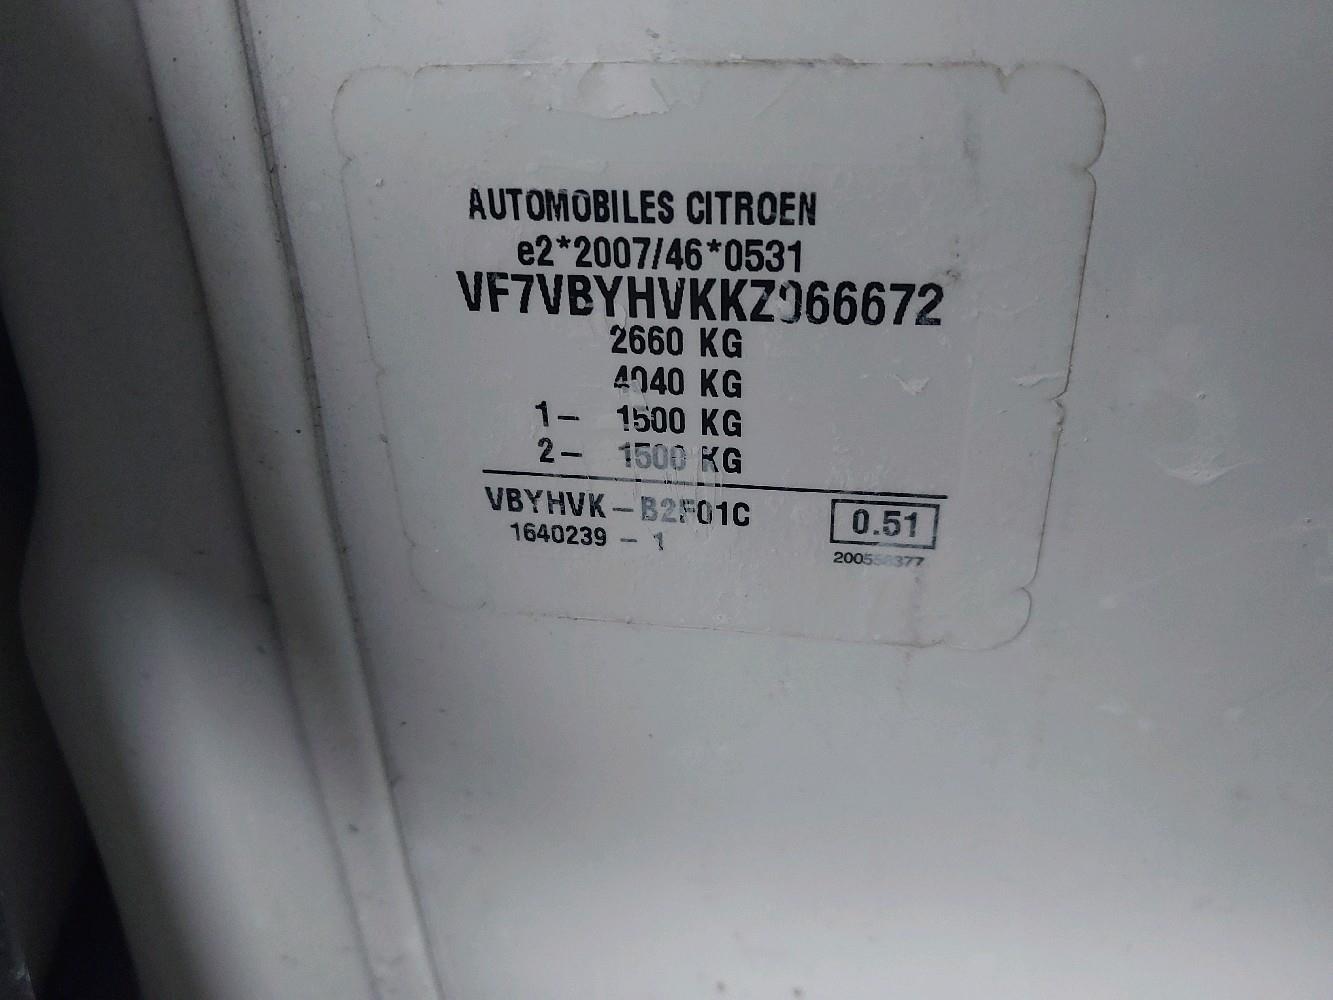 AUTOMOBILES CITROEN
e2*2007/46*0531
VF7VBYHVKKZ066672
2660 KG
4040 KG
1- 1500 KG
2- 1500 KG
VBYHVK-B2F01C
0.51
1640239 - 1